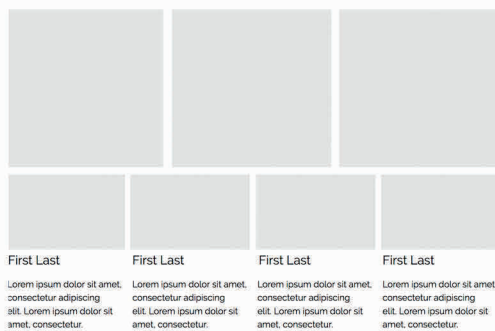 First Last
First Last
First Last
First Last
Lorem ipsum dolor sit amet,
consectetur adipiscing
elit. Lorem ipsum dolor sit
amet, consectetur.
Lorem ipsum dolor sit amet,
consectetur adipiscing
elit. Lorem ipsum dolor sit
amet, consectetur.
Lorem ipsum dolor sit amet,
consectetur adipiscing
elit. Lorem ipsum dolor sit
amet, consectetur.
Lorem ipsum dolor sit amet
consectetur adipiscing
elit. Lorem ipsum dolor sit
amet, consectetur.